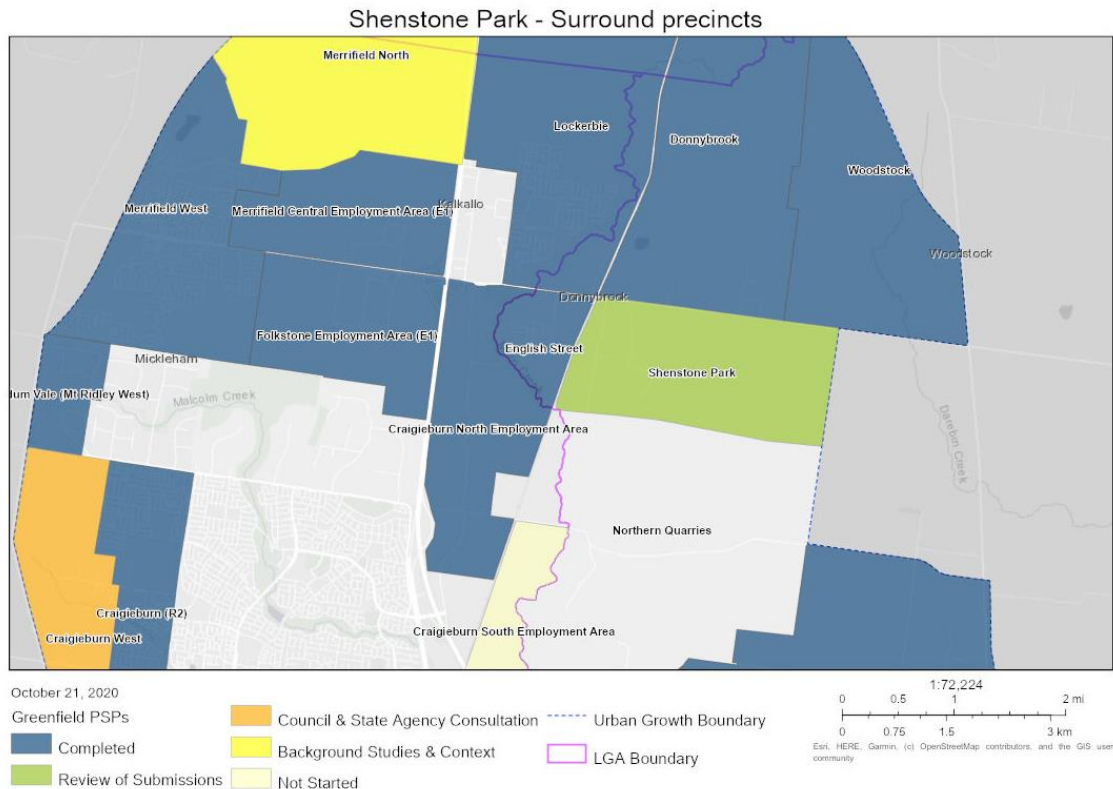 Shenstone Park - Surround precincts
Merrifield North
Lockerbie
Donnybrook
Woodstock
Merrifield West
Merrifield Central Employment Area (E1)
Kalkallo
Woodstock
Donnybrook
Folkstone Employment Area (E1)
English Street
Mickleham
Shenstone Park
lum Vale (Mt Ridley West)
Malcolm Creek
Craigieburn North Employment Area
Darebin Creek
Northern Quarries
Craigieburn (R2)
Craigieburn South Employment Area
Craigieburn West
October 21, 2020
Greenfield PSPs
Completed
Review of Submissions
Council & State Agency Consultation
Background Studies & Context
Not Started
Urban Growth Boundary
LGA Boundary
1:72,224
0 0.5 1 2 mi
0 0.75 1.5 3 km
Esri, HERE, Garmin, (c) OpenStreetMap contributors, and the GIS user
community